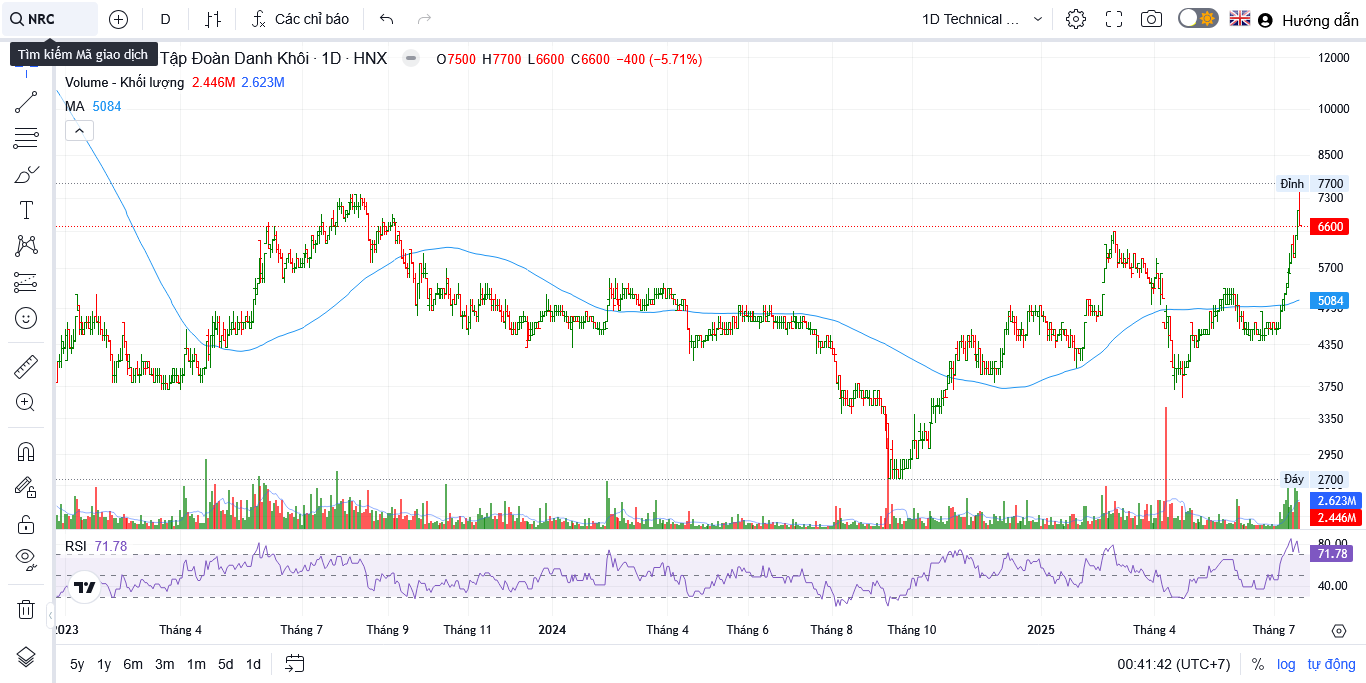 NRC
D
Các chỉ báo
1D Technical ...
Hướng dẫn
Tìm kiếm Mã giao dịch
Tập Đoàn Danh Khôi · 1D · HNX
O7500 H7700 L6600 C6600 −400 (−5.71%)
Volume - Khối lượng 2.446M 2.623M
MA 5084
12000
10000
8500
Đỉnh 7700
7300
6600
5700
5084
4950
4350
3750
3350
2950
Đáy 2700
2.623M
2.446M
RSI 71.78
80.00
71.78
40.00
2023 Tháng 4 Tháng 7 Tháng 9 Tháng 11 2024 Tháng 4 Tháng 6 Tháng 8 Tháng 10 2025 Tháng 4 Tháng 7
5y 1y 6m 3m 1m 5d 1d
00:41:42 (UTC+7) % log tự động